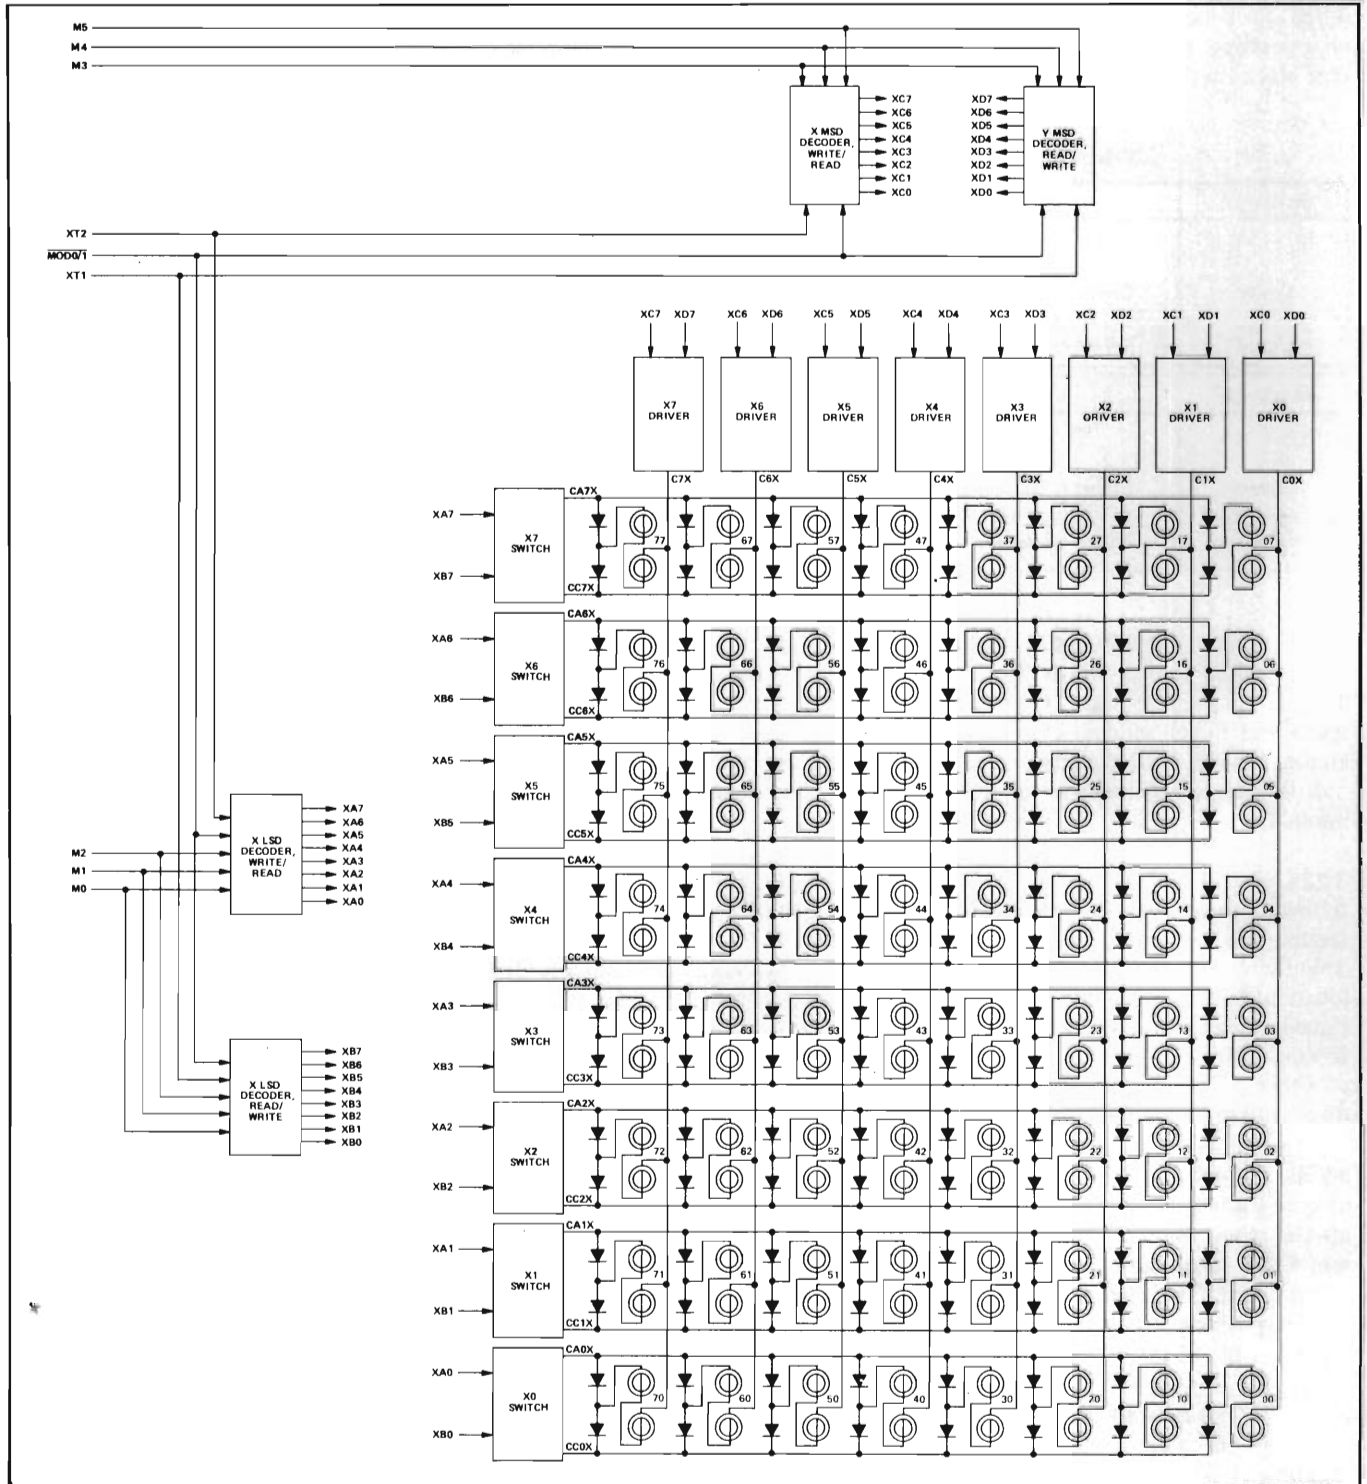 M5
M4
M3
X MSD
DECODER,
WRITE/
READ
XC7
XC6
XC5
XC4
XC3
XC2
XC1
XC0
XD7
XD6
XD5
XD4
XD3
XD2
XD1
XD0
Y MSD
DECODER,
READ/
WRITE
XT2
MOD0/1
XT1
XC7 XD7 XC6 XD6 XC5 XD5 XC4 XD4 XC3 XD3 XC2 XD2 XC1 XD1 XC0 XD0
X7 X6 X5 X4 X3 X2 X1 X0
DRIVER DRIVER DRIVER DRIVER DRIVER DRIVER DRIVER DRIVER
C7X C6X C5X C4X C3X C2X C1X C0X
CA7X
XA7
X7
SWITCH
77 67 57 47 37 27 17 07
XB7
CC7X
CA6X
XA6
X6
SWITCH
76 66 56 46 36 26 16 06
XB6
CC6X
CA5X
XA5
X5
SWITCH
75 65 55 45 35 25 15 05
XB5
CC5X
CA4X
XA4
X4
SWITCH
74 64 54 44 34 24 14 04
XB4
CC4X
CA3X
XA3
X3
SWITCH
73 63 53 43 33 23 13 03
XB3
CC3X
CA2X
XA2
X2
SWITCH
72 62 52 42 32 22 12 02
XB2
CC2X
CA1X
XA1
X1
SWITCH
71 61 51 41 31 21 11 01
XB1
CC1X
CA0X
XA0
X0
SWITCH
70 60 50 40 30 20 10 00
XB0
CC0X
M2
M1
M0
X LSD
DECODER,
WRITE/
READ
XA7
XA6
XA5
XA4
XA3
XA2
XA1
XA0
X LSD
DECODER,
READ/
WRITE
XB7
XB6
XB5
XB4
XB3
XB2
XB1
XB0